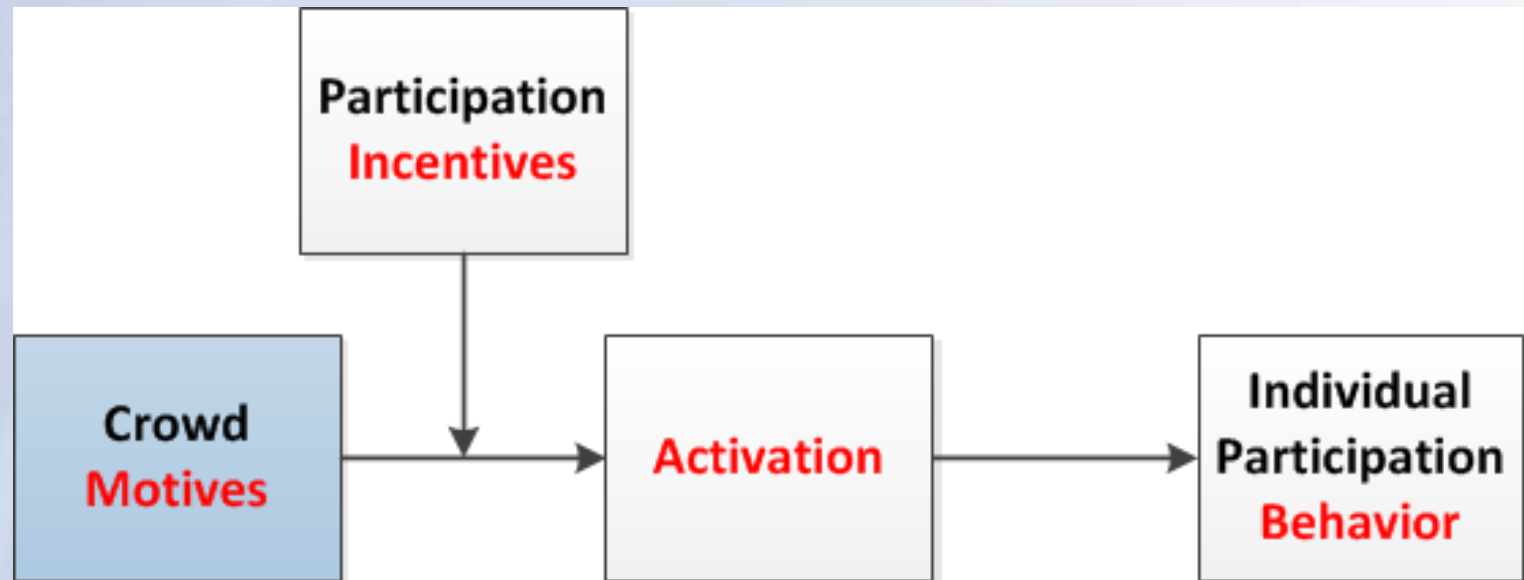 Participation
Incentives
Crowd
Motives
Activation
Individual
Participation
Behavior